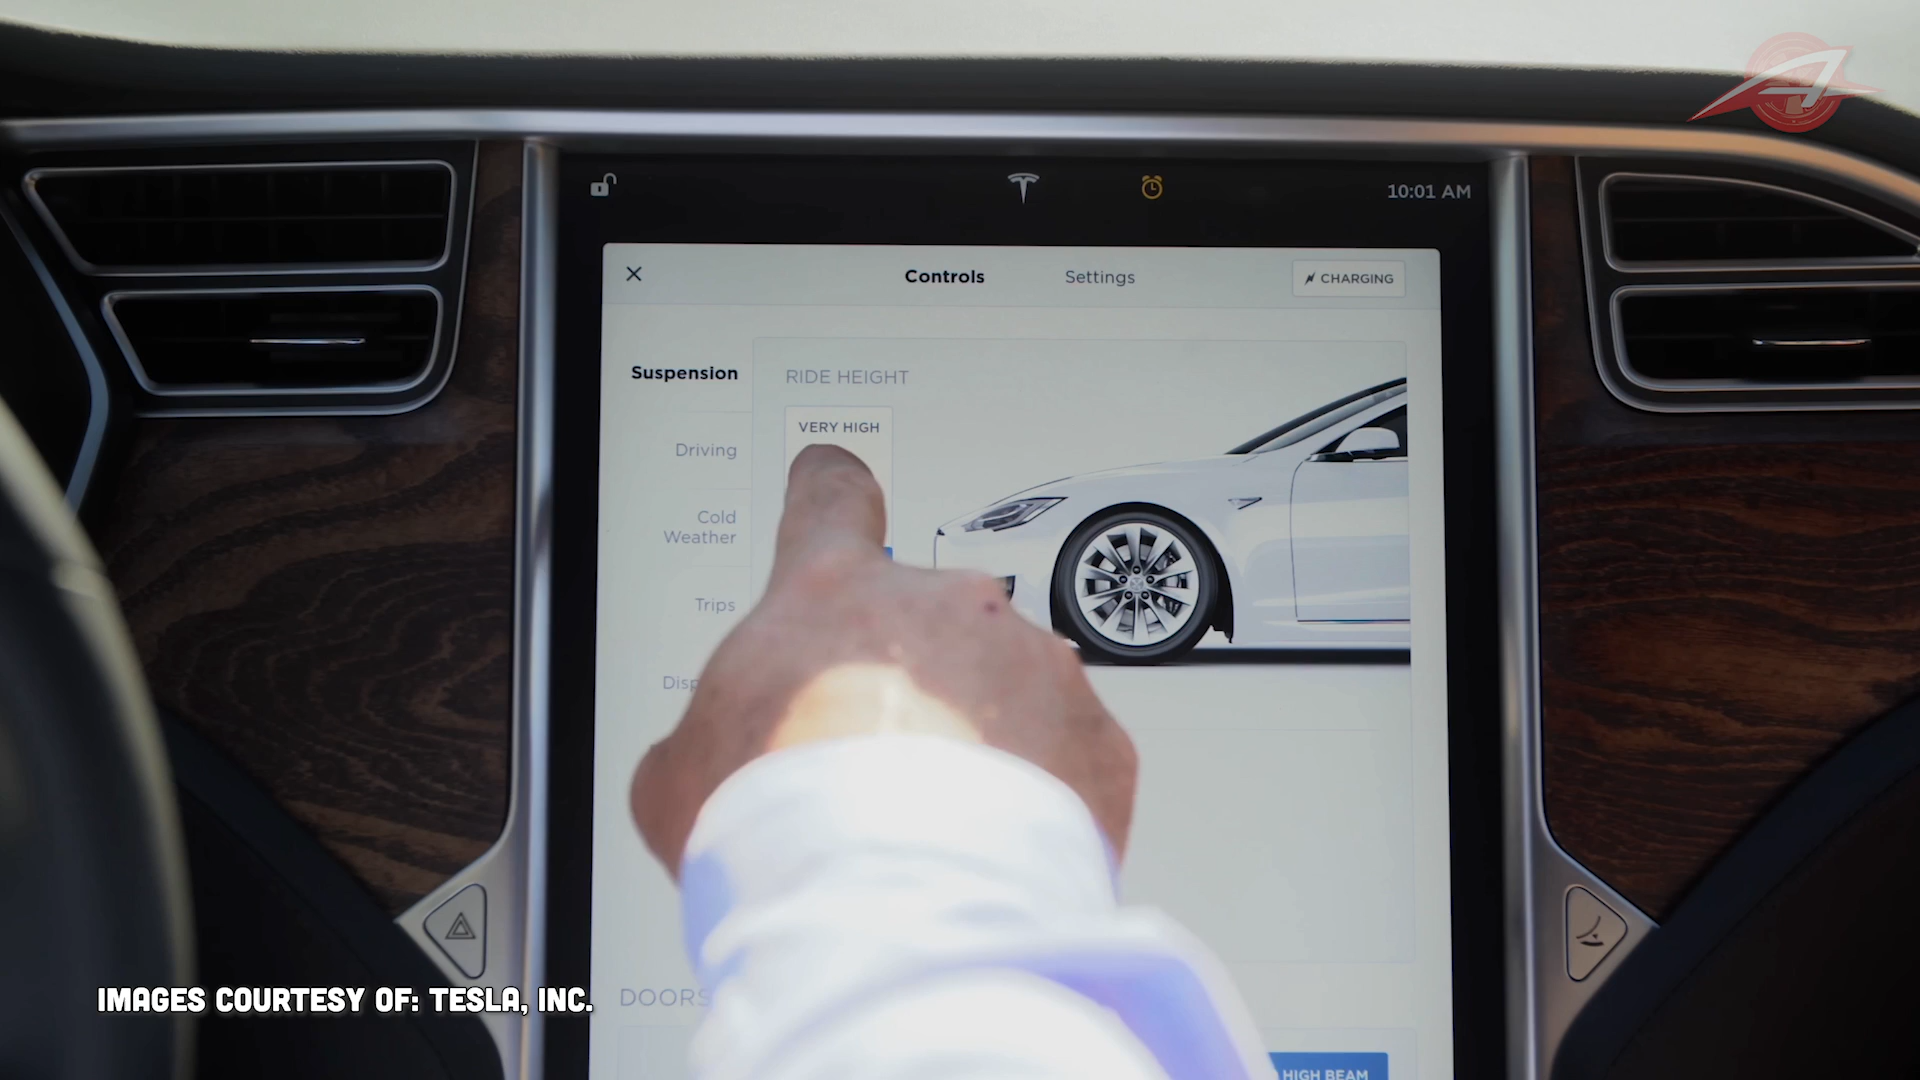 10:01 AM
Controls
Settings
CHARGING
Suspension
RIDE HEIGHT
VERY HIGH
Driving
Cold
Weather
Trips
DOORS
HIGH BEAM
IMAGES COURTESY OF: TESLA, INC.